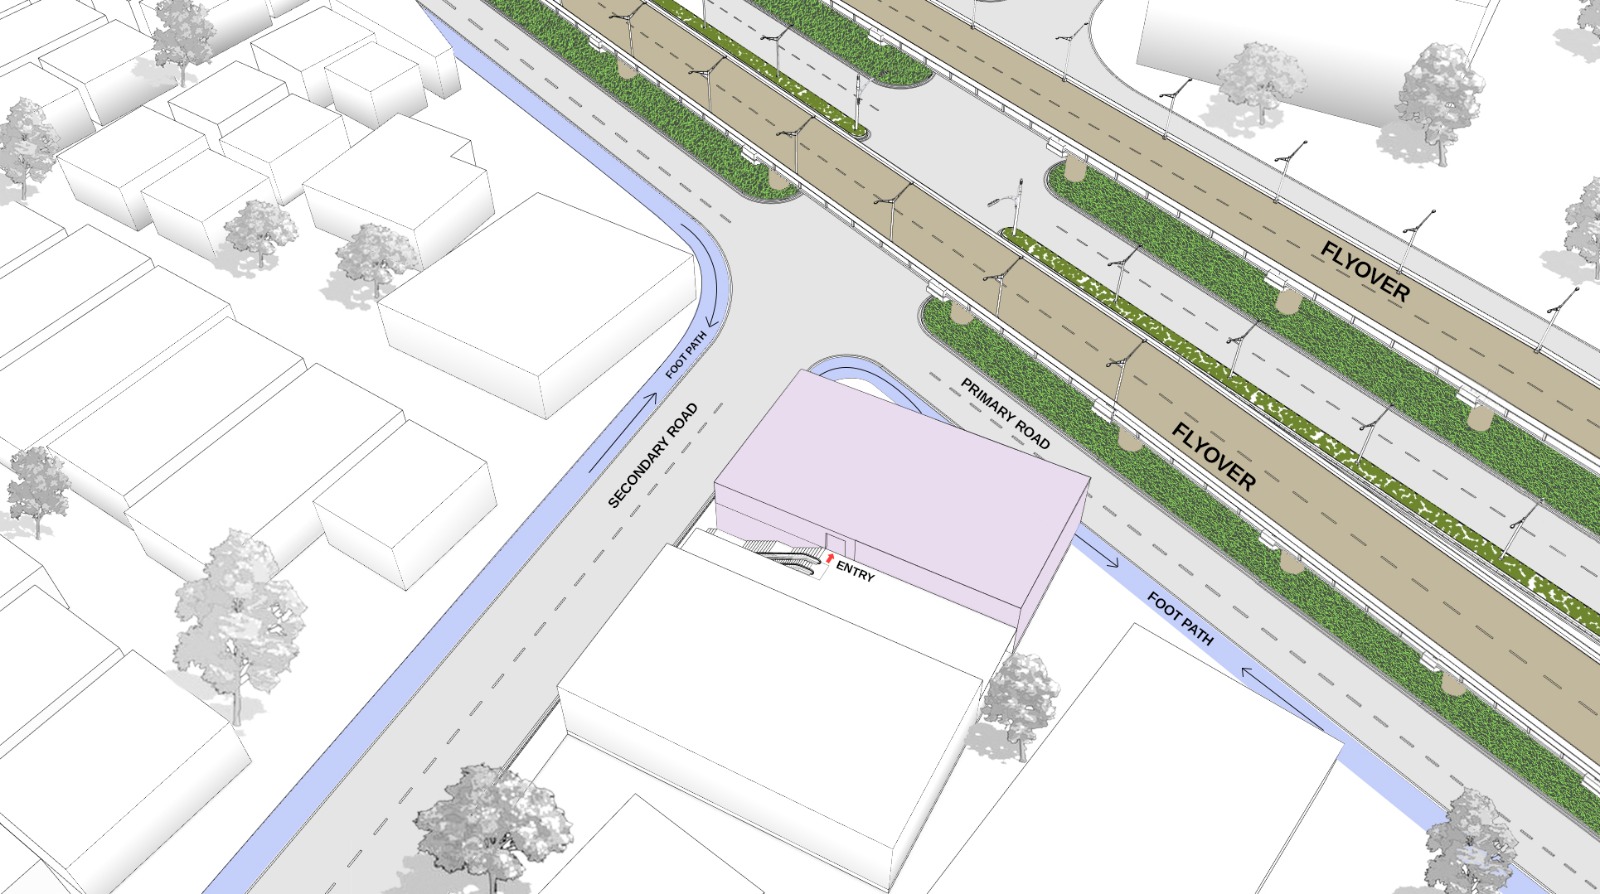 FLYOVER
FOOT PATH
PRIMARY ROAD
SECONDARY ROAD
FLYOVER
ENTRY
FOOT PATH